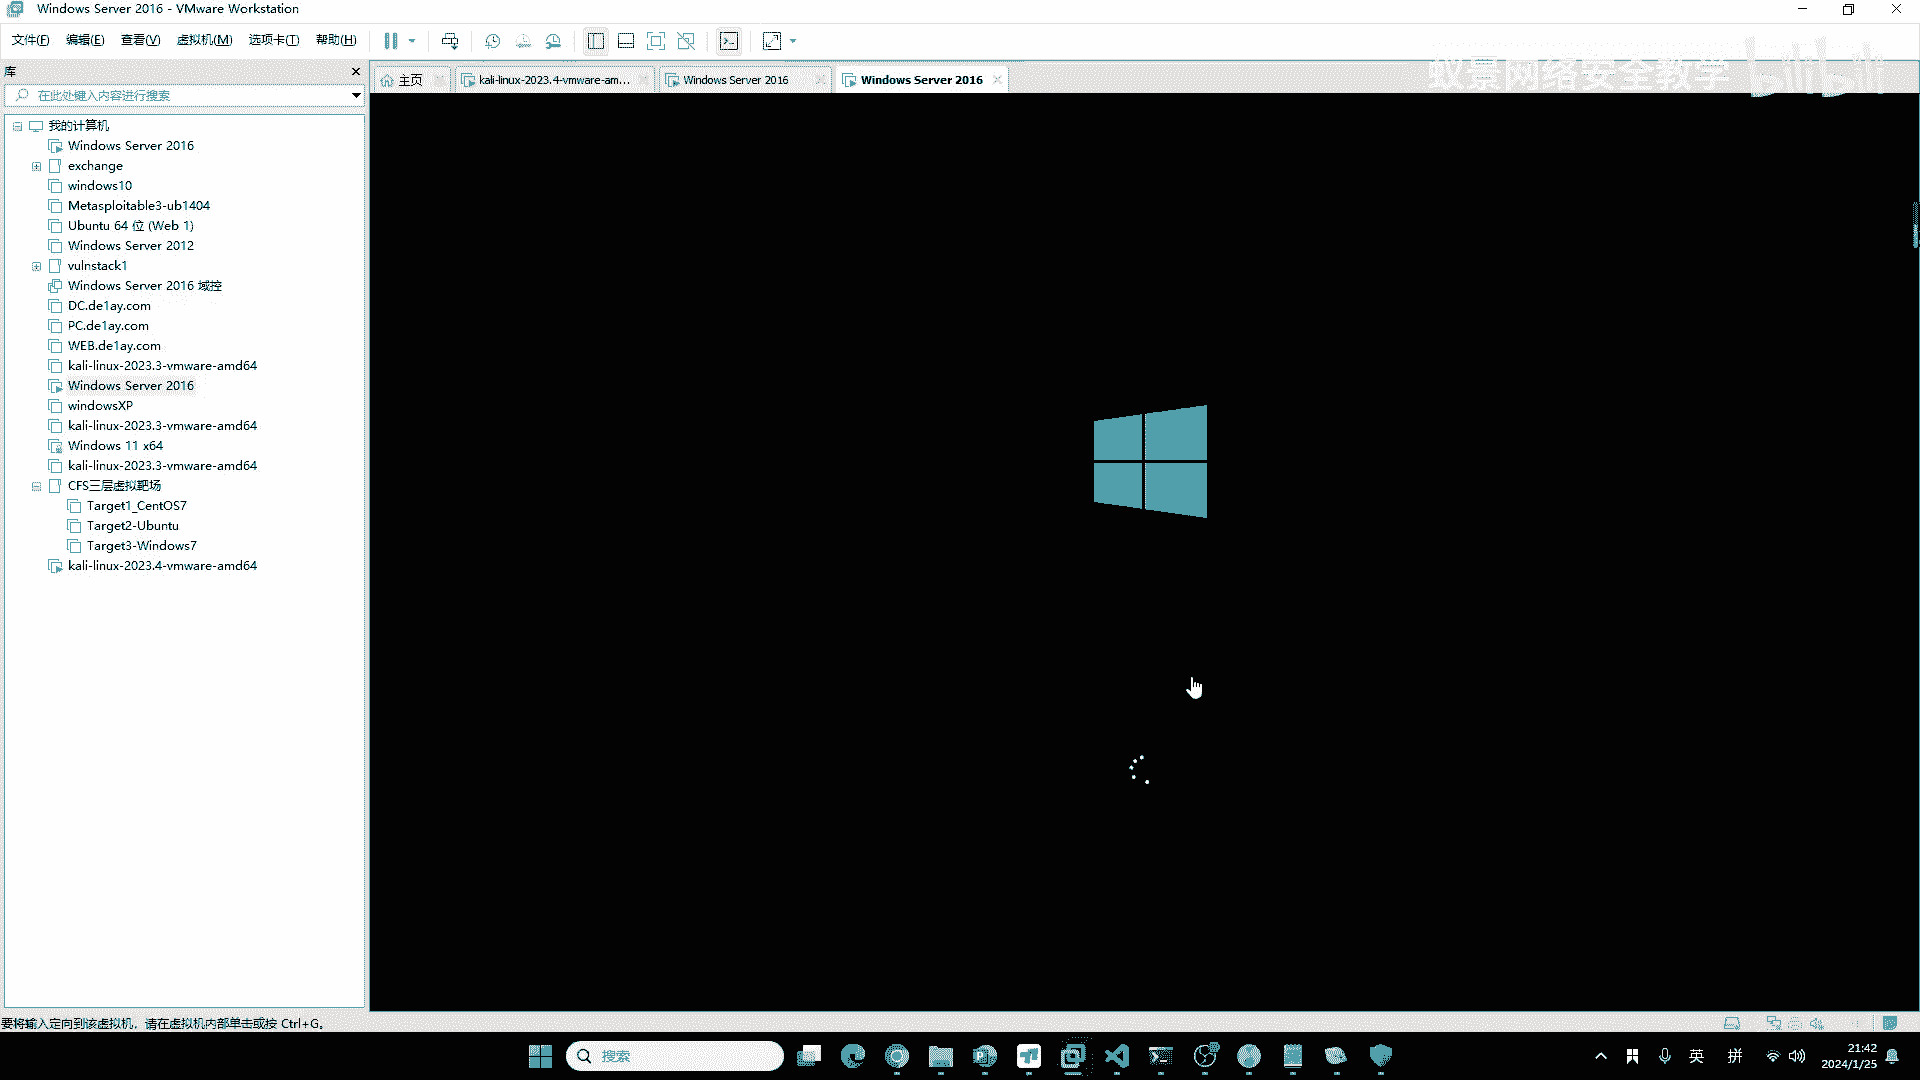 Windows Server 2016 - VMware Workstation
文件(F) 编辑(E) 查看(V) 虚拟机(M) 选项卡(T) 帮助(H)
蚁景网络安全教学 bilibili
库
主页 kali-linux-2023.4-vmware-am... Windows Server 2016 Windows Server 2016
在此处键入内容进行搜索
我的计算机
Windows Server 2016
exchange
windows10
Metasploitable3-ub1404
Ubuntu 64 位 (Web 1)
Windows Server 2012
vulnstack1
Windows Server 2016 域控
DC.de1ay.com
PC.de1ay.com
WEB.de1ay.com
kali-linux-2023.3-vmware-amd64
Windows Server 2016
windowsXP
kali-linux-2023.3-vmware-amd64
Windows 11 x64
kali-linux-2023.3-vmware-amd64
CFS三层虚拟靶场
Target1_CentOS7
Target2-Ubuntu
Target3-Windows7
kali-linux-2023.4-vmware-amd64
要将输入定向到该虚拟机，请在虚拟机内部单击或按 Ctrl+G。
搜索
英 拼
21:42
2024/1/25